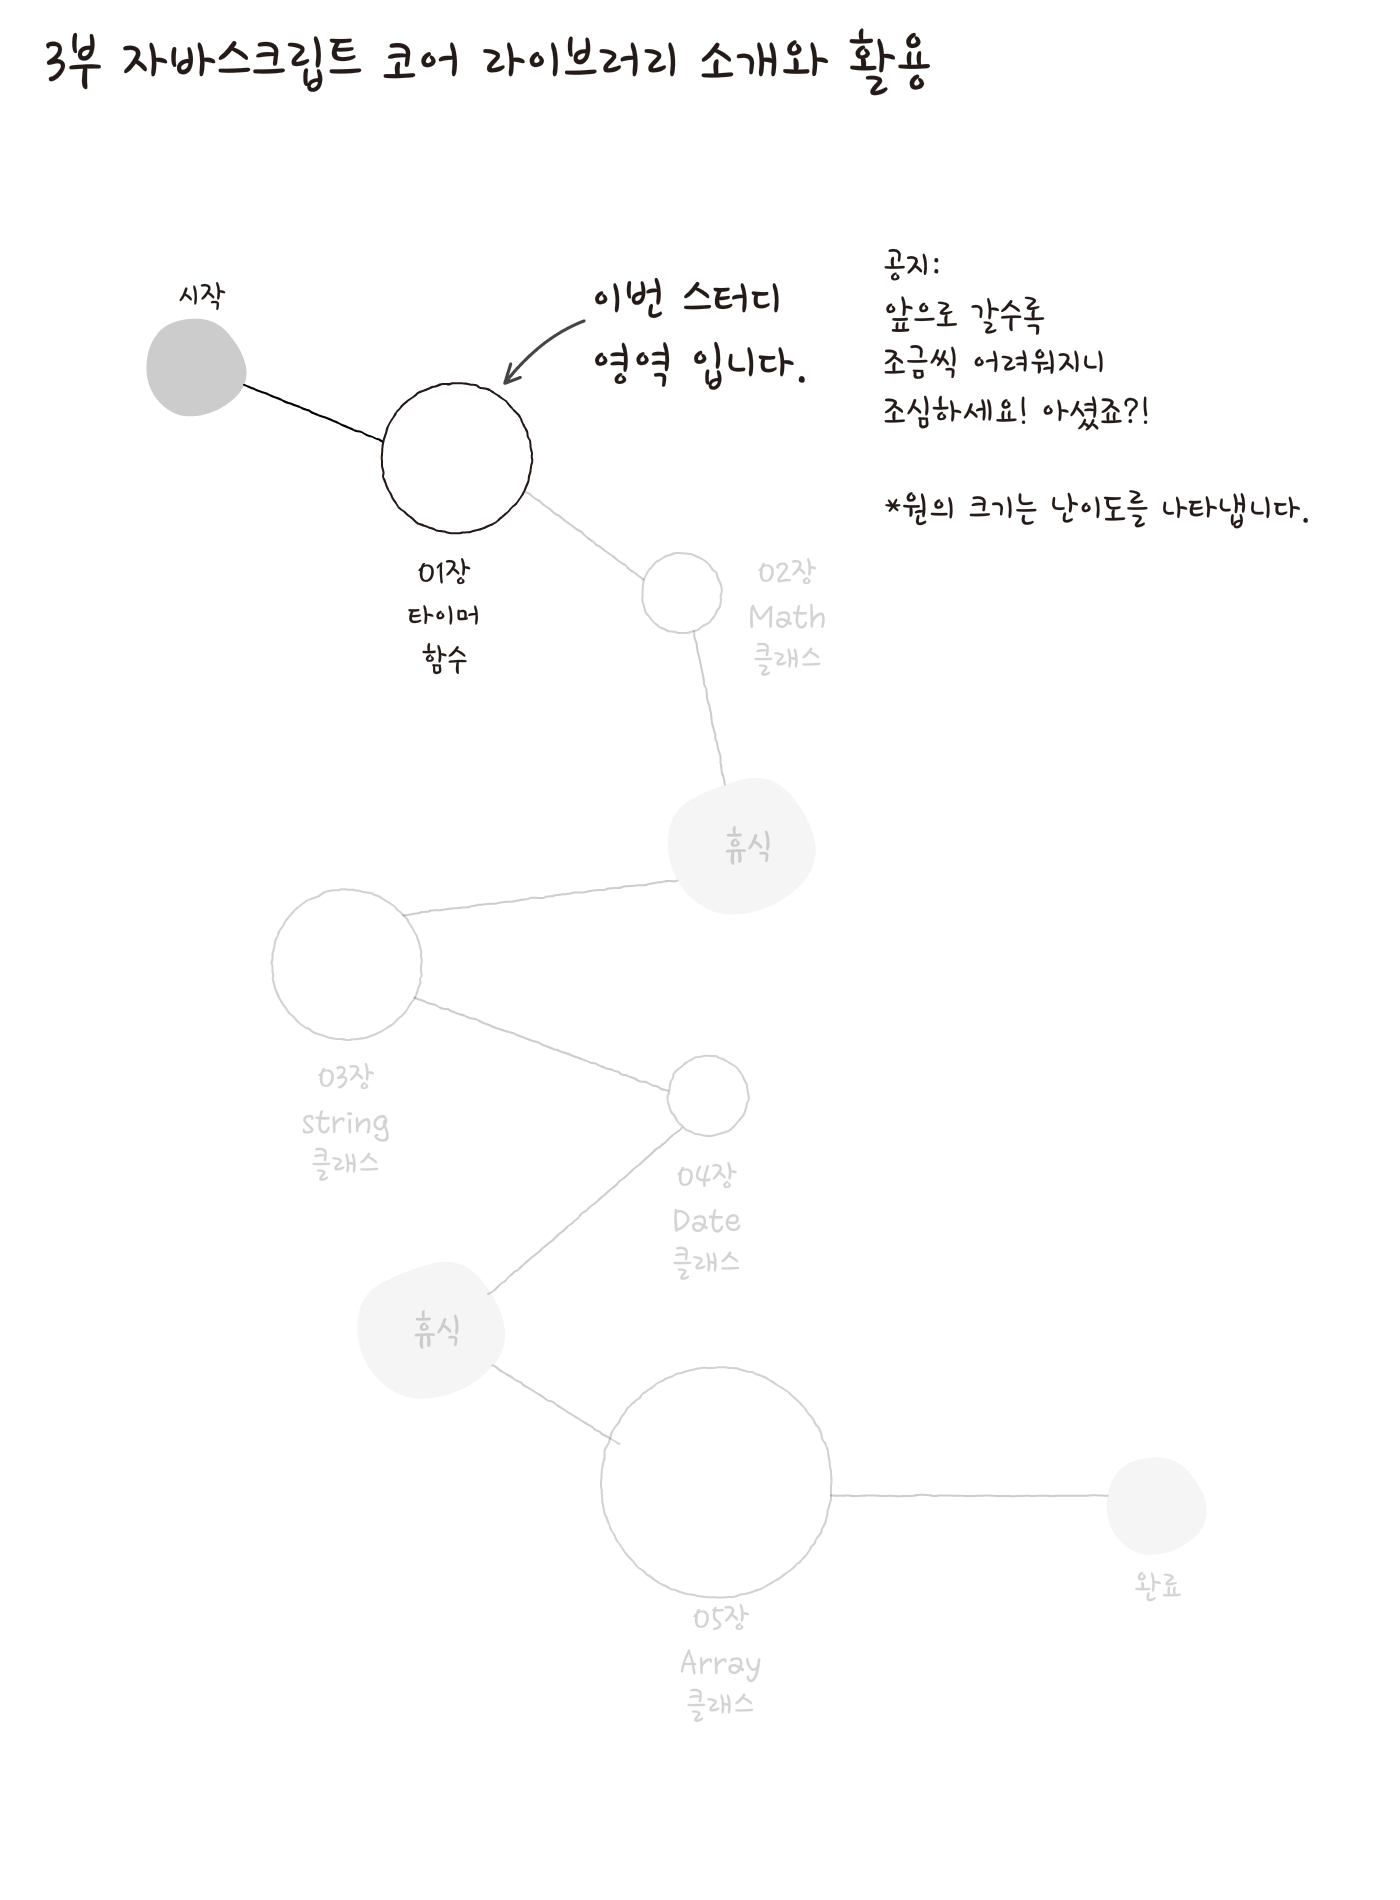 3부 자바스크립트 코어 라이브러리 소개와 활용
시작
이번 스터디
영역 입니다.
공지:
앞으로 갈수록
조금씩 어려워지니
조심하세요! 아셨죠?!
*원의 크기는 난이도를 나타냅니다.
01장
타이머
함수
02장
Math
클래스
휴식
03장
string
클래스
04장
Date
클래스
휴식
05장
Array
클래스
완료